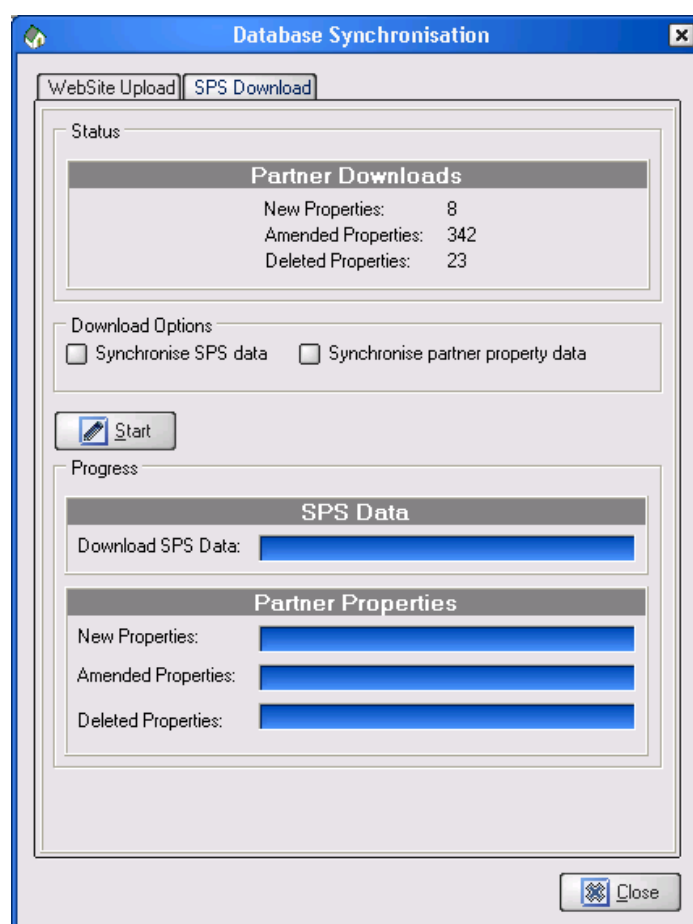 Database Synchronisation
WebSite Upload SPS Download
Status
Partner Downloads
New Properties: 8
Amended Properties: 342
Deleted Properties: 23
Download Options
Synchronise SPS data Synchronise partner property data
Start
Progress
SPS Data
Download SPS Data:
Partner Properties
New Properties:
Amended Properties:
Deleted Properties:
Close